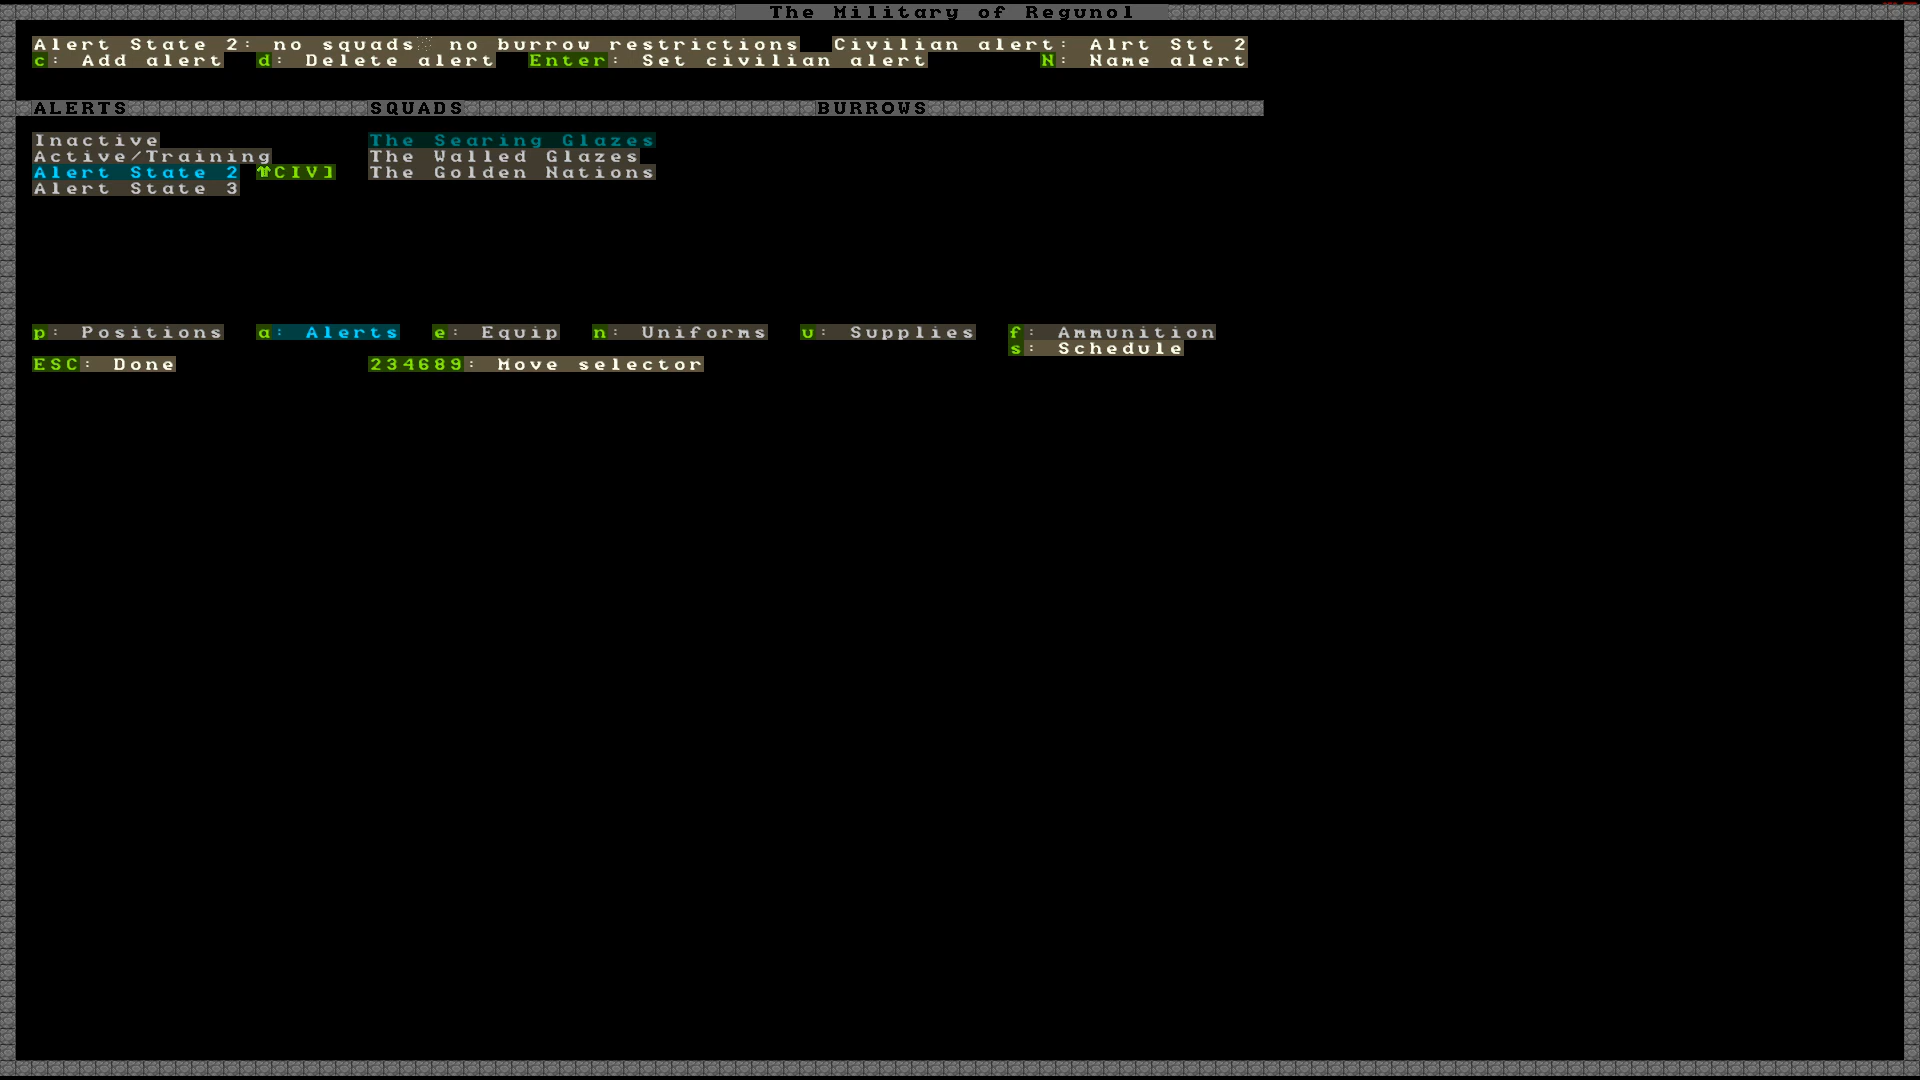 The Military of Regunol
Alert State 2: no squads, no burrow restrictions Civilian alert: Alrt Stt 2
c: Add alert d: Delete alert Enter: Set civilian alert N: Name alert
ALERTS SQUADS BURROWS
Inactive The Searing Glazes
Active/Training The Walled Glazes
Alert State 2 [CIV] The Golden Nations
Alert State 3
p: Positions a: Alerts e: Equip n: Uniforms u: Supplies f: Ammunition
s: Schedule
ESC: Done 234689: Move selector